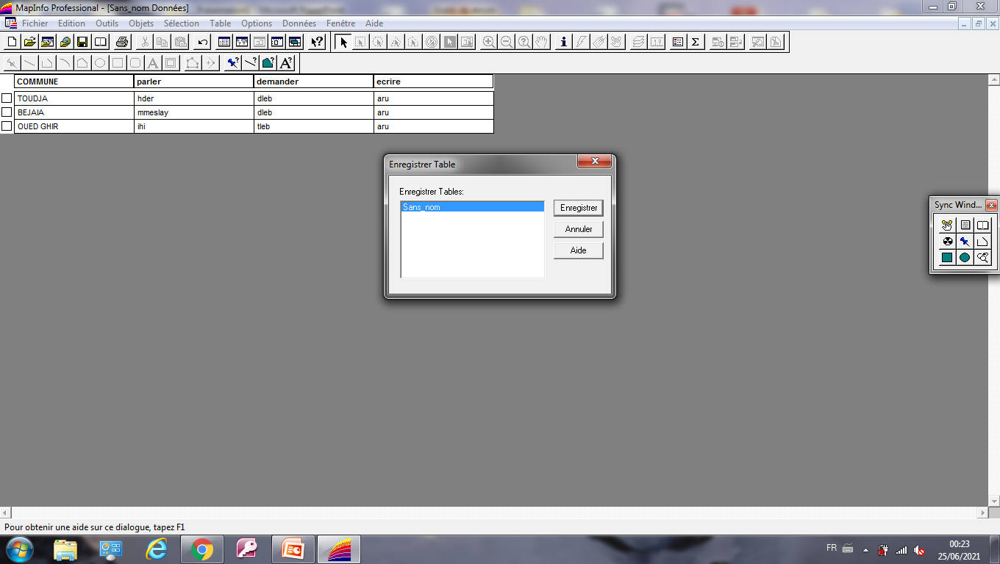 MapInfo Professional - [Sans_nom Données]
Fichier Edition Outils Objets Sélection Table Options Données Fenêtre Aide
COMMUNE parler demander ecrire
TOUDJA hder dleb aru
BEJAIA mmeslay dleb aru
OUED GHIR ihi tleb aru
Enregistrer Table
Enregistrer Tables:
Sans_nom
Enregistrer
Annuler
Aide
Sync Wind...
Pour obtenir une aide sur ce dialogue, tapez F1
FR
00:23
25/06/2021